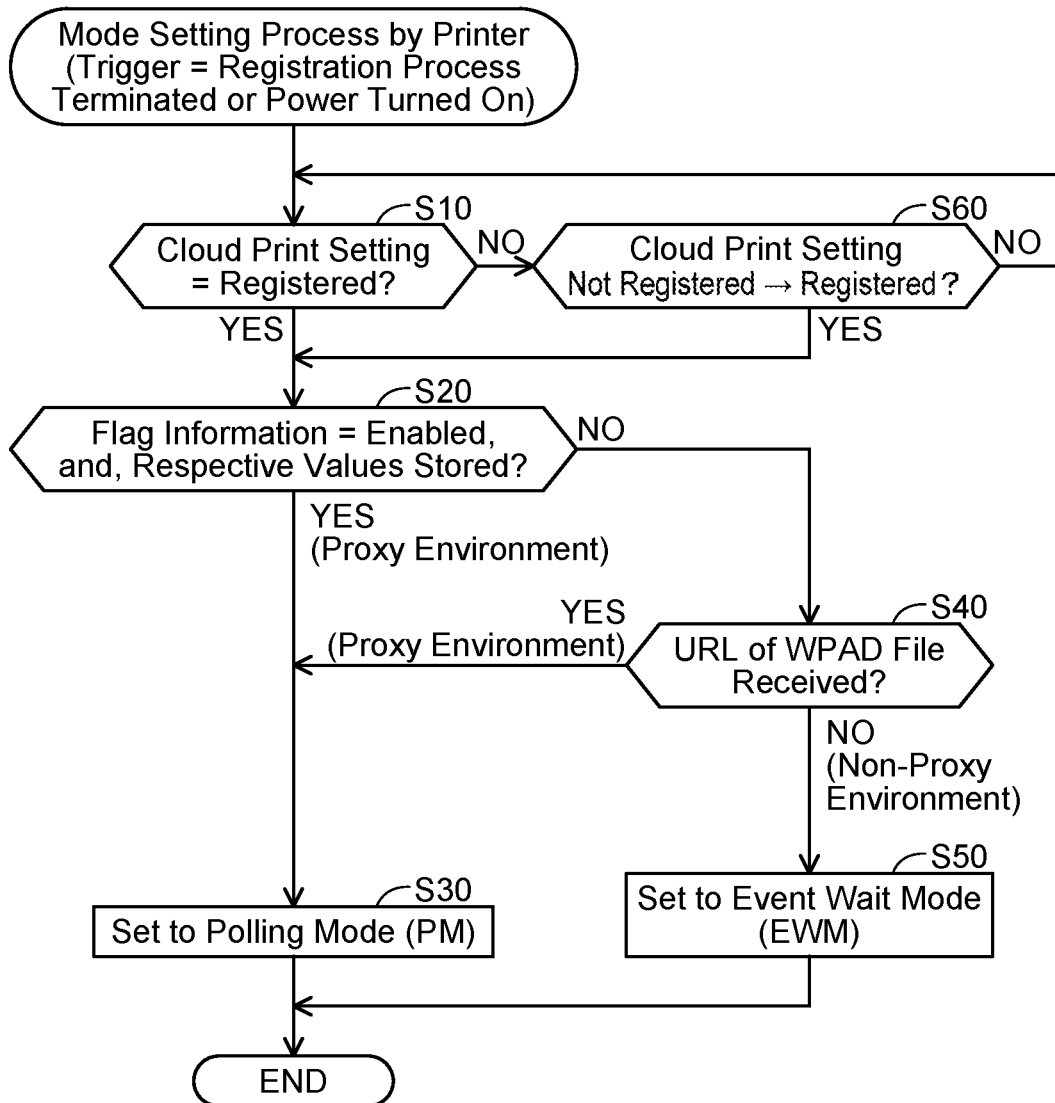 Mode Setting Process by Printer
(Trigger = Registration Process
Terminated or Power Turned On)
S10
Cloud Print Setting
= Registered?
NO
YES
S60
Cloud Print Setting
Not Registered → Registered?
NO
YES
S20
Flag Information = Enabled,
and, Respective Values Stored?
NO
YES
(Proxy Environment)
S40
URL of WPAD File
Received?
YES
(Proxy Environment)
NO
(Non-Proxy
Environment)
S30
Set to Polling Mode (PM)
S50
Set to Event Wait Mode
(EWM)
END